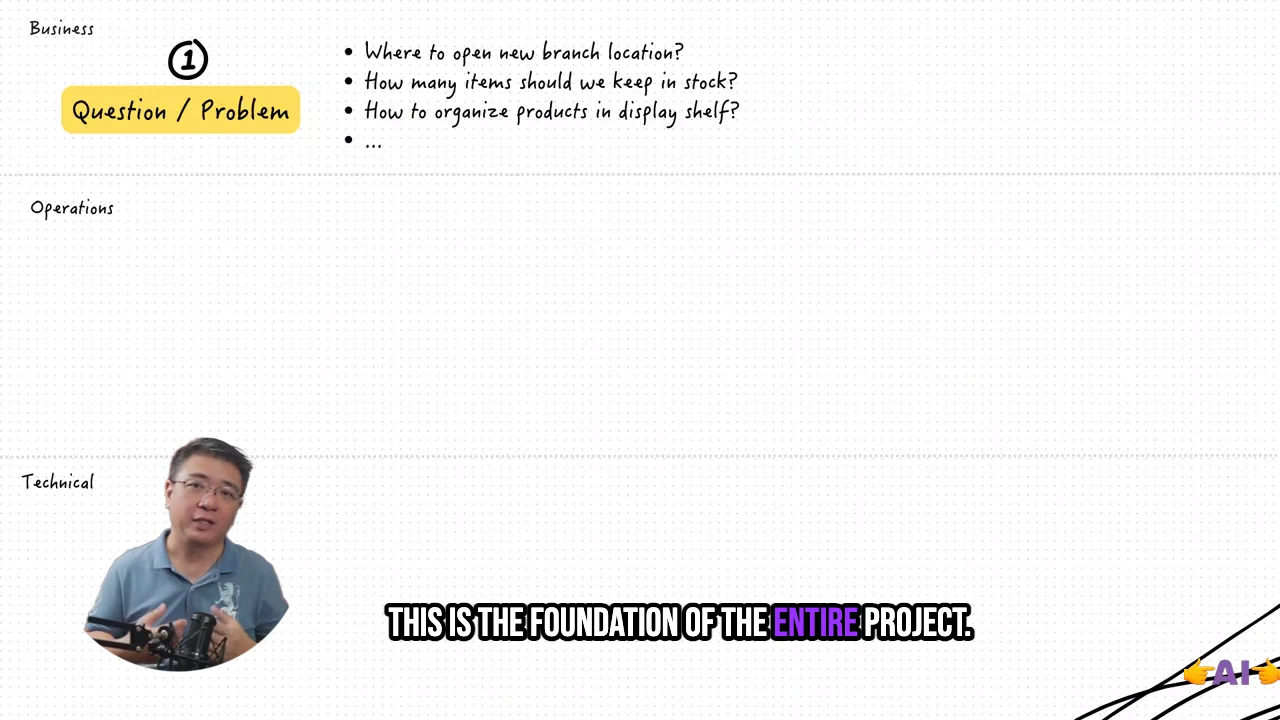 Business
1
Question / Problem
• Where to open new branch location?
• How many items should we keep in stock?
• How to organize products in display shelf?
• ...
Operations
Technical
THIS IS THE FOUNDATION OF THE ENTIRE PROJECT.
👉AI👈